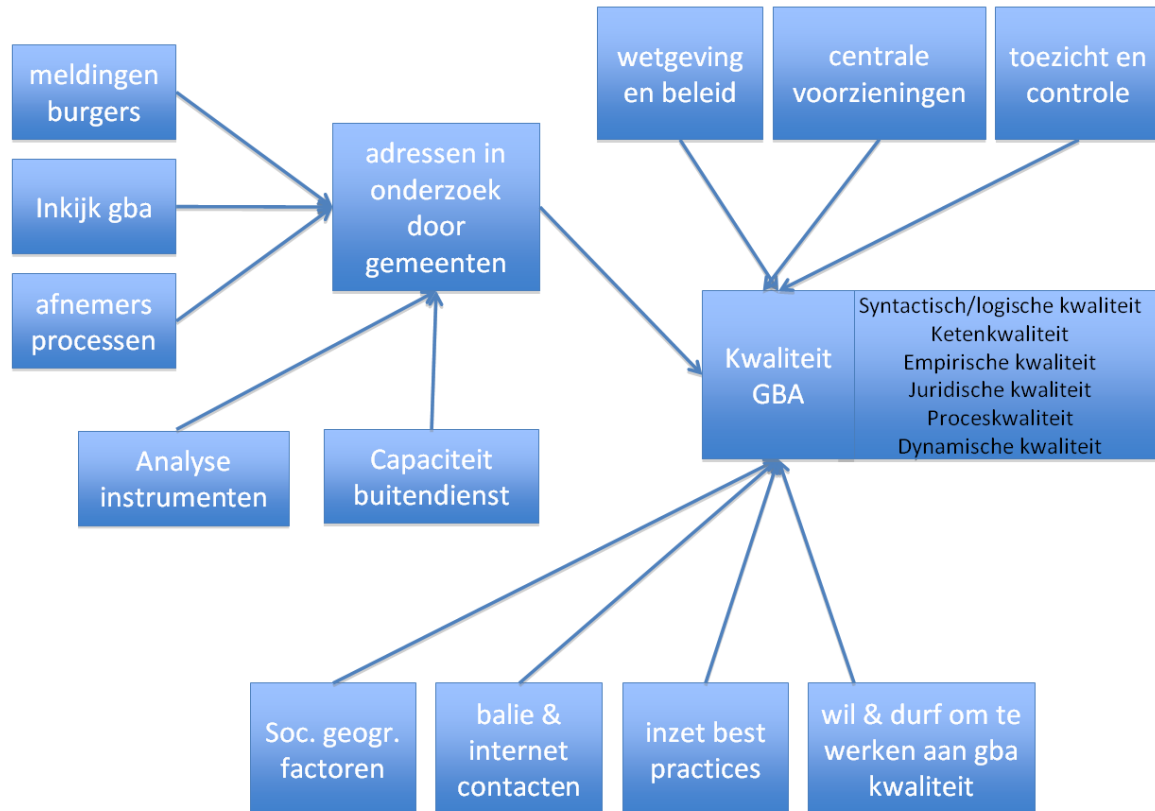 meldingen
burgers
Inkijk gba
afnemers
processen
adressen in
onderzoek
door
gemeenten
Analyse
instrumenten
Capaciteit
buitendienst
wetgeving
en beleid
centrale
voorzieningen
toezicht en
controle
Kwaliteit
GBA
Syntactisch/logische kwaliteit
Ketenkwaliteit
Empirische kwaliteit
Juridische kwaliteit
Proceskwaliteit
Dynamische kwaliteit
Soc. geogr.
factoren
balie &
internet
contacten
inzet best
practices
wil & durf om te
werken aan gba
kwaliteit